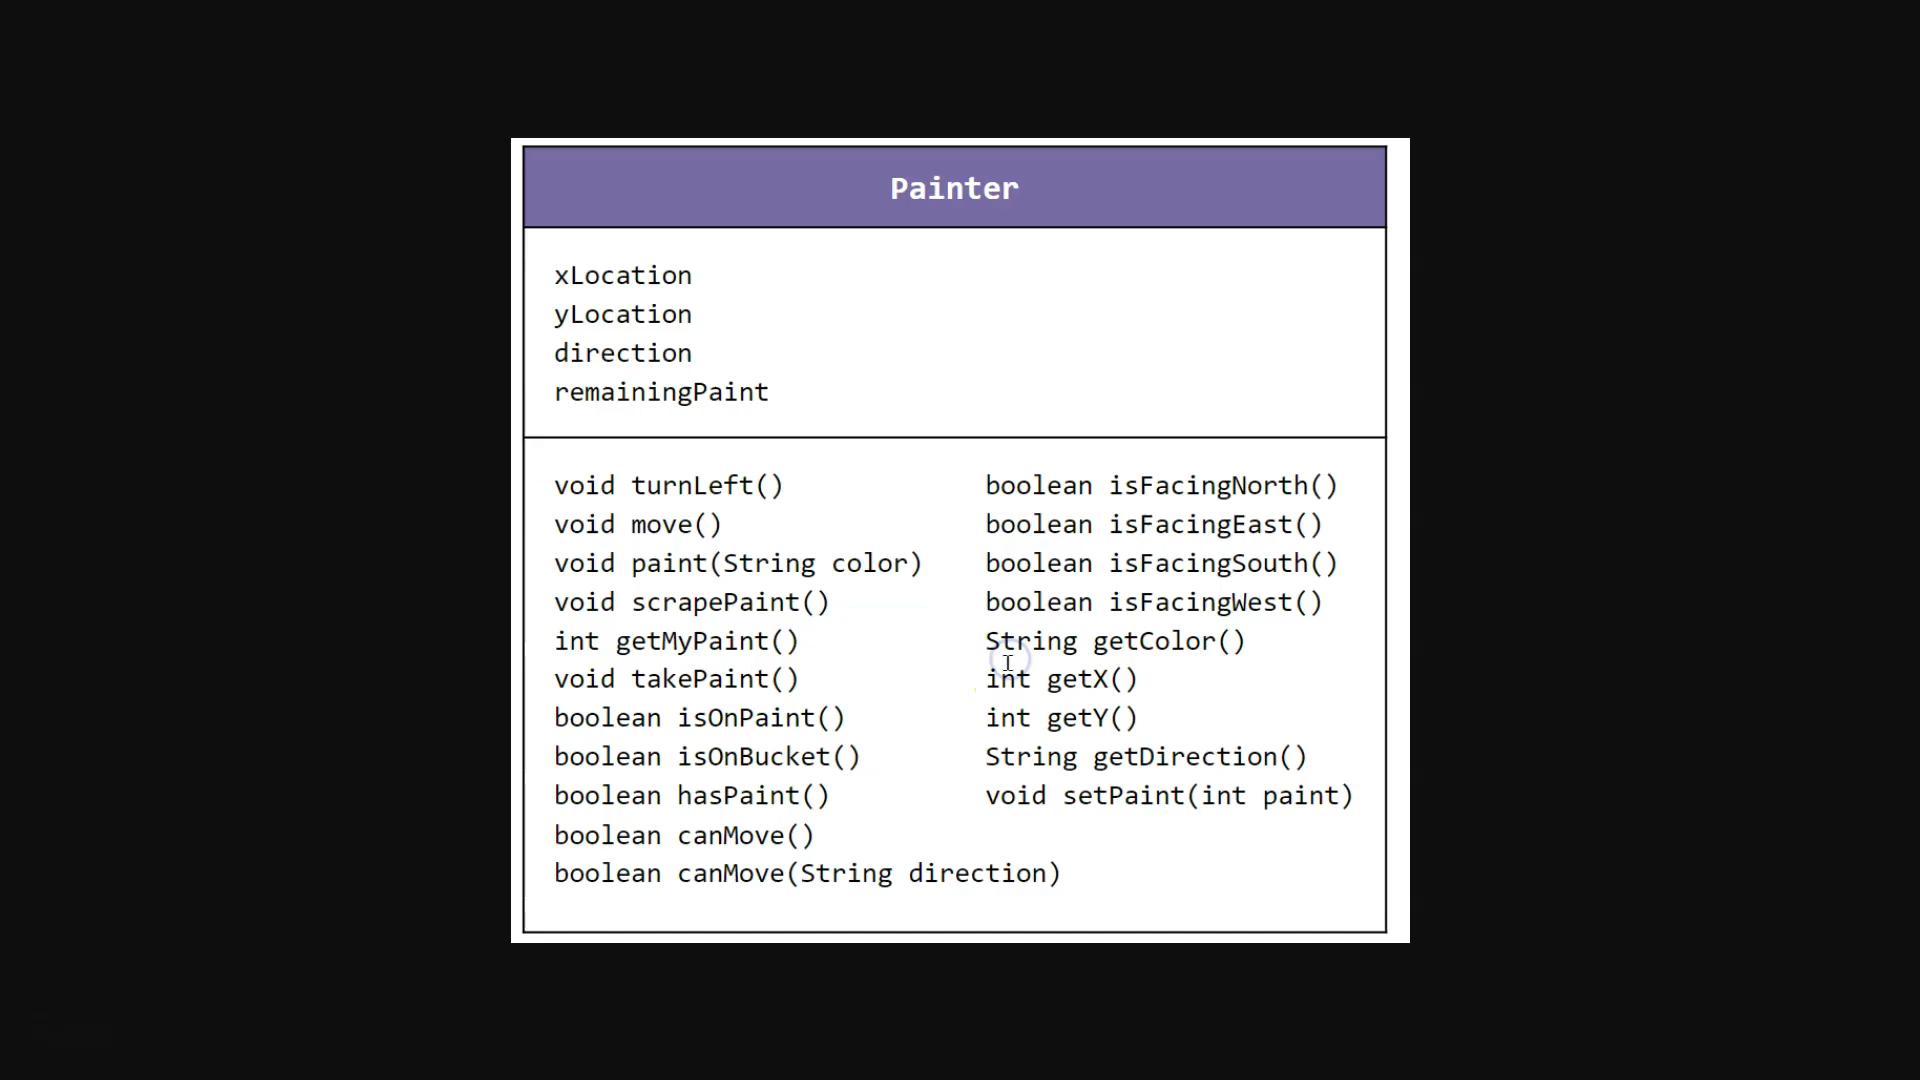 Painter
xLocation
yLocation
direction
remainingPaint
void turnLeft()
void move()
void paint(String color)
void scrapePaint()
int getMyPaint()
void takePaint()
boolean isOnPaint()
boolean isOnBucket()
boolean hasPaint()
boolean canMove()
boolean canMove(String direction)
boolean isFacingNorth()
boolean isFacingEast()
boolean isFacingSouth()
boolean isFacingWest()
String getColor()
int getX()
int getY()
String getDirection()
void setPaint(int paint)